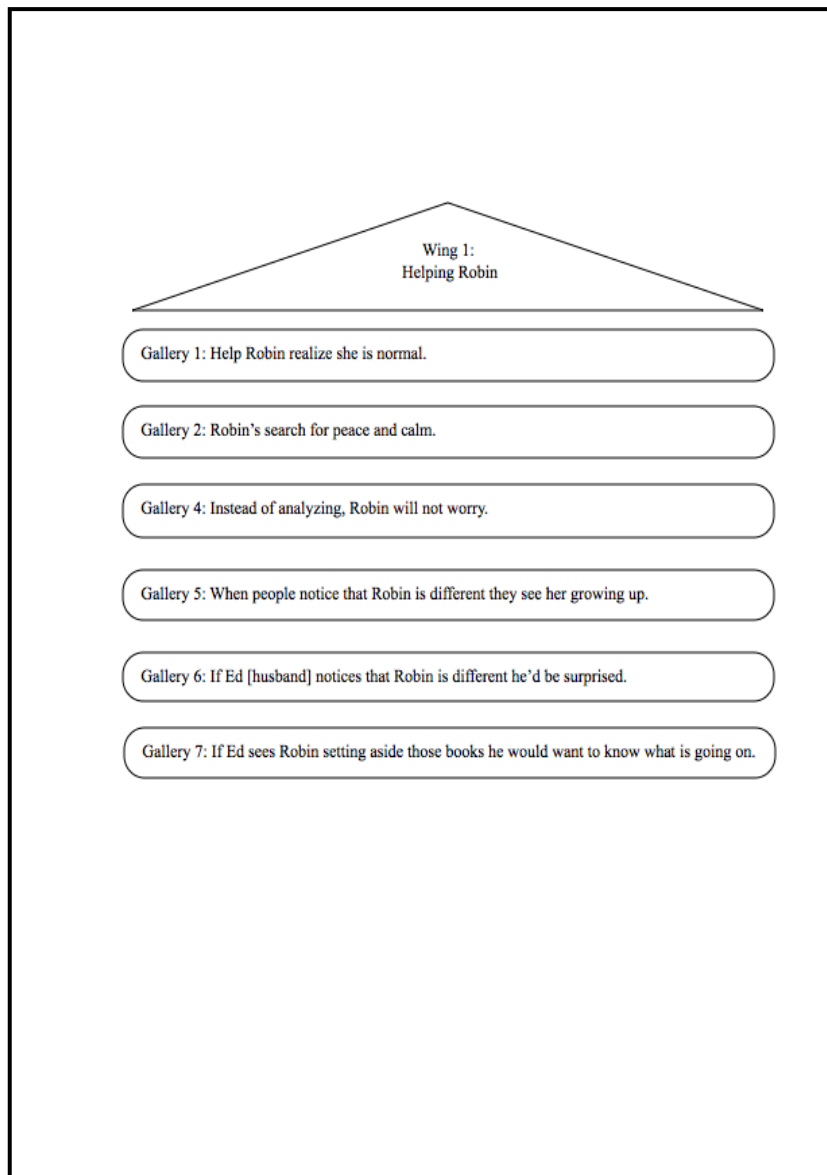 Wing 1:
Helping Robin
Gallery 1: Help Robin realize she is normal.
Gallery 2: Robin’s search for peace and calm.
Gallery 4: Instead of analyzing, Robin will not worry.
Gallery 5: When people notice that Robin is different they see her growing up.
Gallery 6: If Ed [husband] notices that Robin is different he’d be surprised.
Gallery 7: If Ed sees Robin setting aside those books he would want to know what is going on.